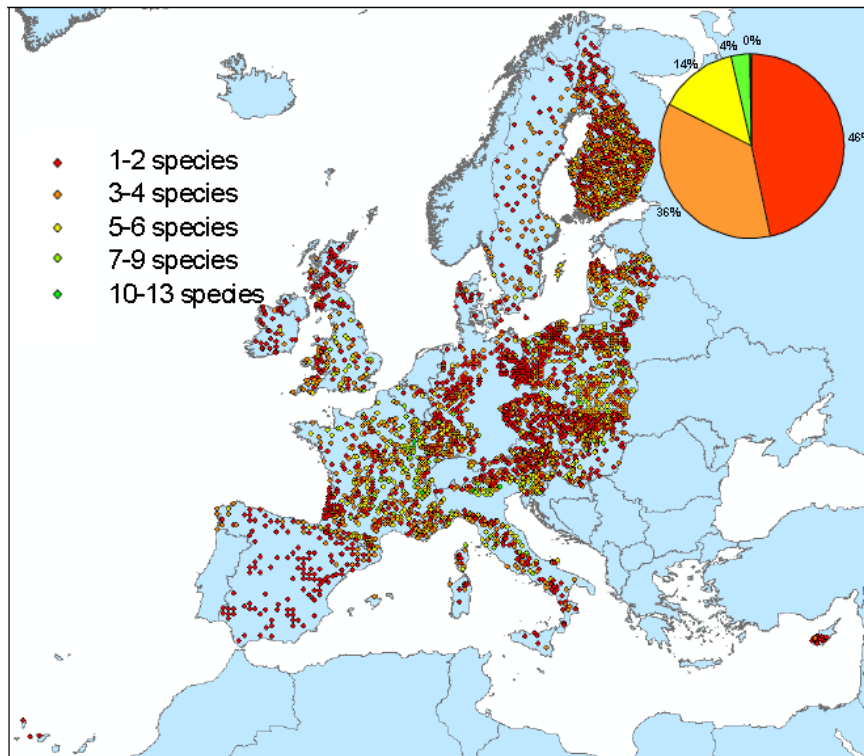 0%
4%
14%
46%
36%
1-2 species
3-4 species
5-6 species
7-9 species
10-13 species